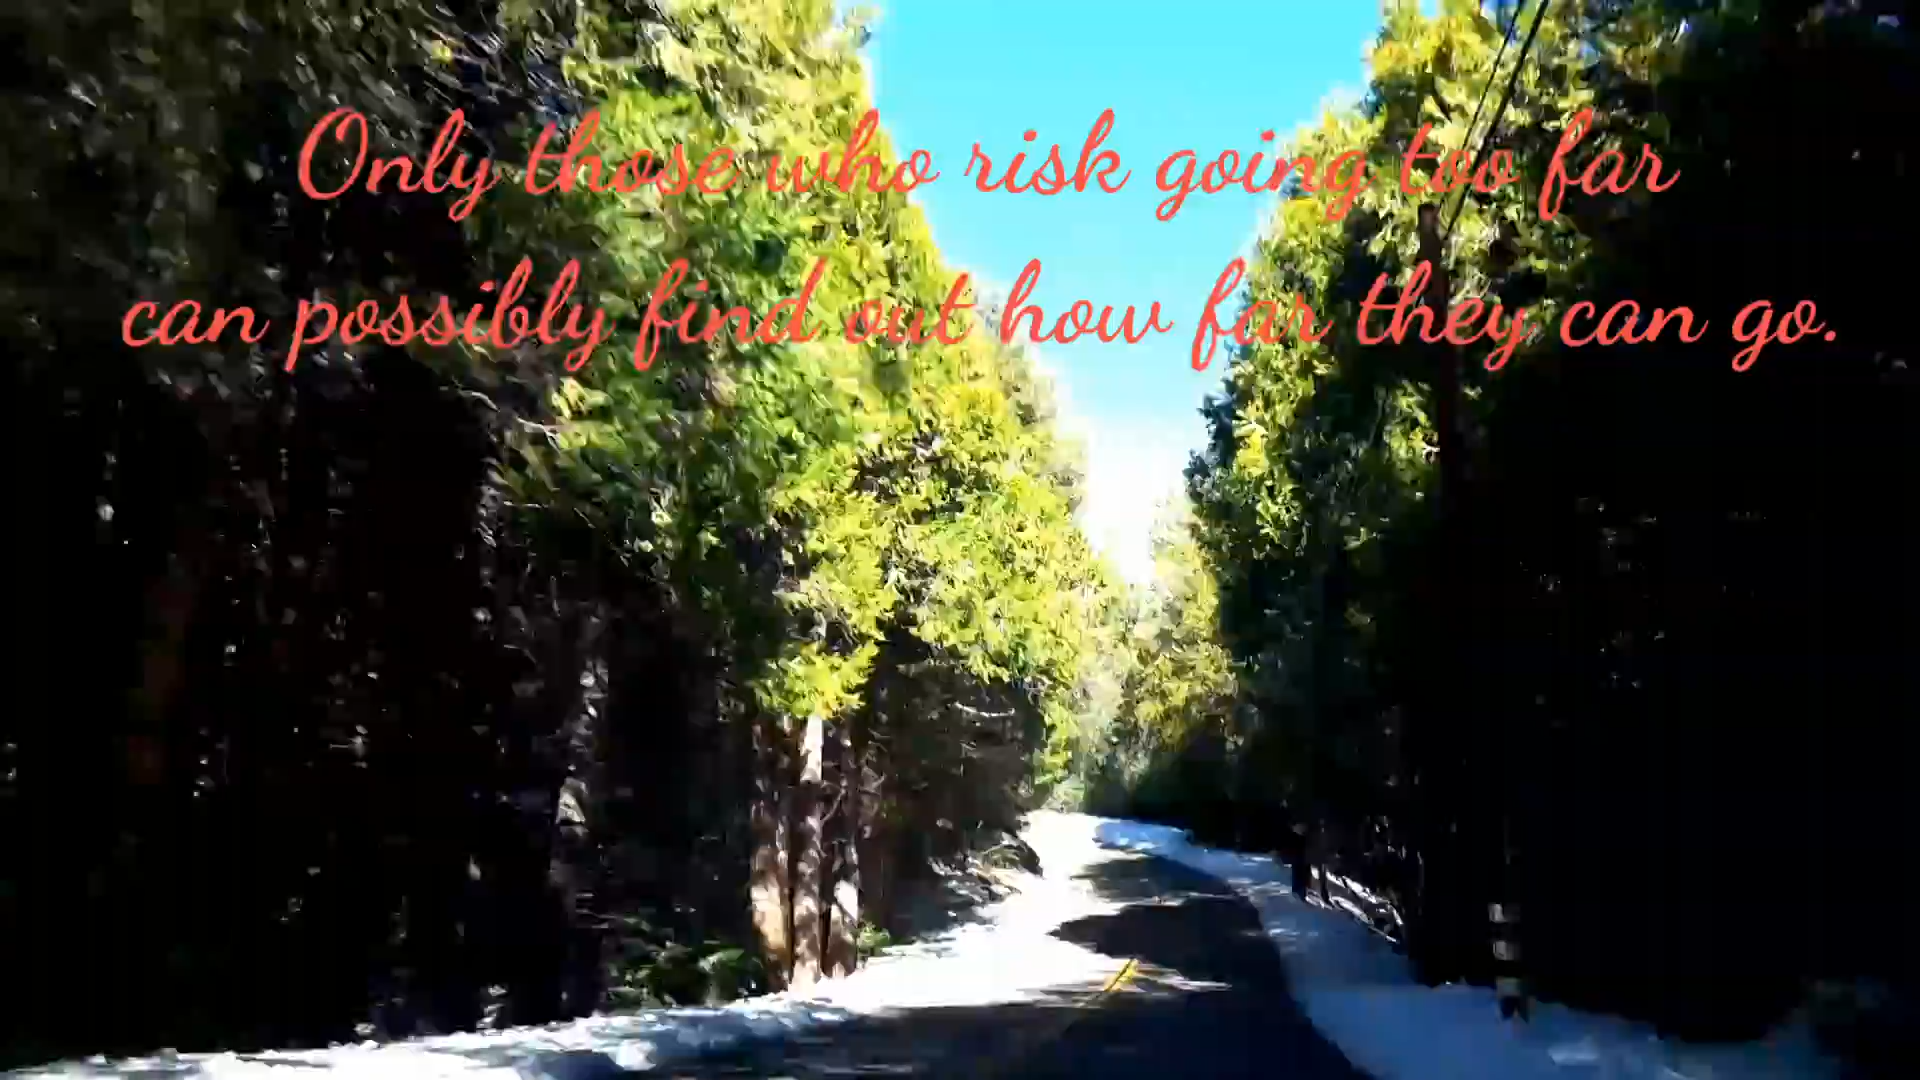 Only those who risk going too far
can possibly find out how far they can go.